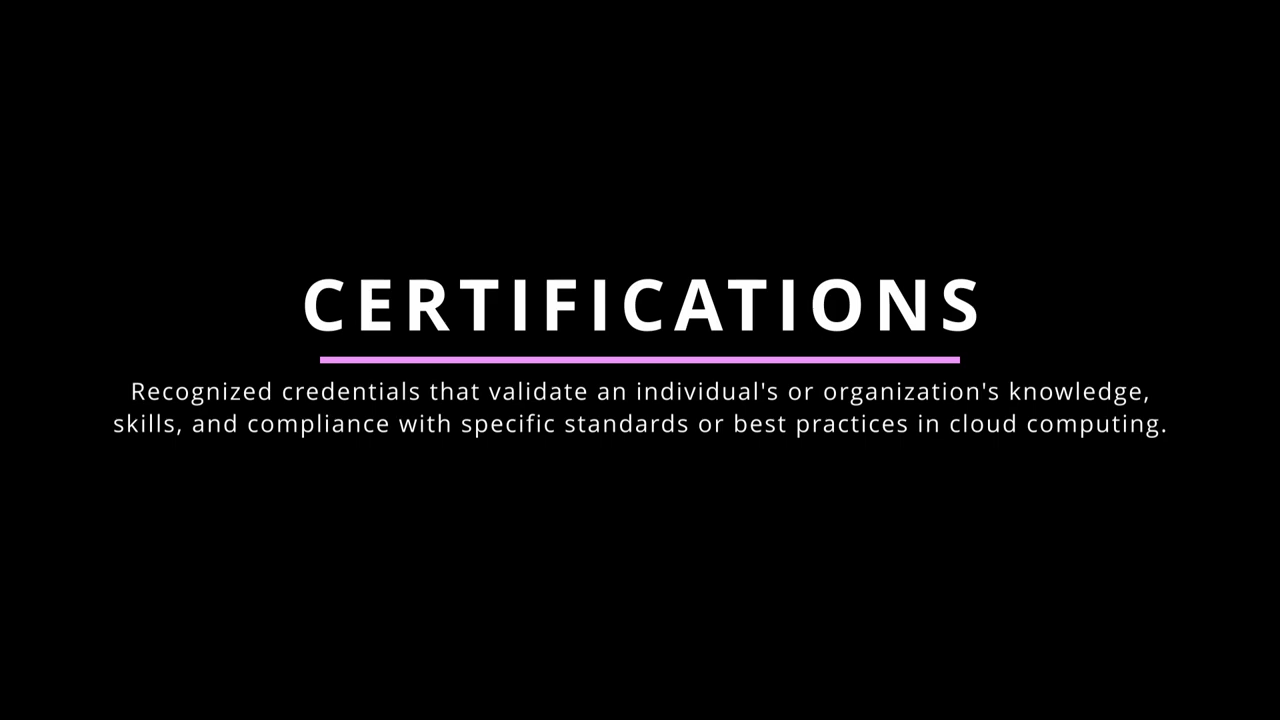 CERTIFICATIONS
Recognized credentials that validate an individual's or organization's knowledge,
skills, and compliance with specific standards or best practices in cloud computing.